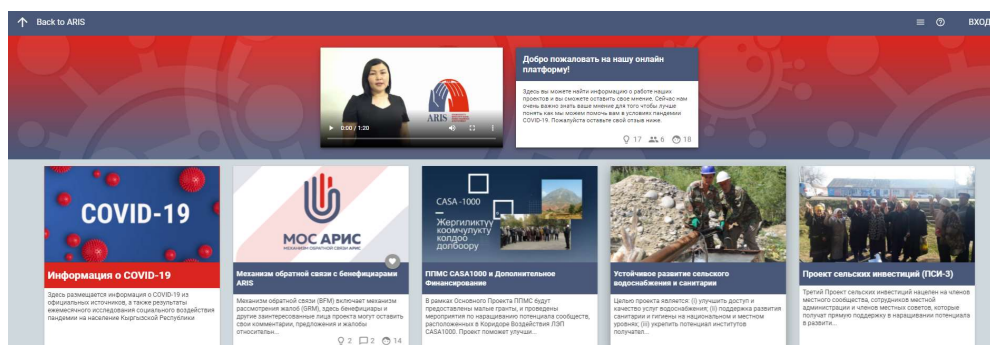 Back to ARIS
ВХОД
Добро пожаловать на нашу онлайн
платформу!
Здесь вы можете найти информацию о работе наших
проектов и вы сможете оставить свое мнение. Сейчас нам
очень важно знать ваше мнение для того чтобы лучше
понять как мы можем помочь вам в условиях пандемии
COVID-19. Пожалуйста оставьте свой отзыв ниже.
17 6 18
ARIS
0:00 / 1:20
COVID-19
Информация о COVID-19
Здесь размещается информация о COVID-19 из
официальных источников, а также результаты
ежемесячного исследования социального воздействия
пандемии на население Кыргызской Республики
МОС АРИС
МЕХАНИЗМ ОБРАТНОЙ СВЯЗИ АРИС
Механизм обратной связи с бенефициарами
ARIS
Механизм обратной связи (BFM) включает механизм
рассмотрения жалоб (GRM), здесь бенефициары и
другие заинтересованные лица проекта могут оставить
свои комментарии, предложения и жалобы
относительн...
2 2 14
CASA -1000
Жергиликтүү
коомчулукту
колдоо
долбоору
ППМС CASA1000 и Дополнительное
Финансирование
В рамках Основного Проекта ППМС будут
предоставлены малые гранты, и проведены
мероприятия по наращиванию потенциала сообществ,
расположенных в Коридоре Воздействия ЛЭП
CASA1000. Проект поможет улучши...
Устойчивое развитие сельского
водоснабжения и санитарии
Целью проекта является: (i) улучшить доступ и
качество услуг водоснабжения; (ii) поддержка развития
санитарии и гигиены на национальном и местном
уровнях; (iii) укрепить потенциал институтов
получател...
Проект сельских инвестиций (ПСИ-3)
Третий Проект сельских инвестиций нацелен на членов
местного сообщества, сотрудников местной
администрации и членов местных советов, которые
получат прямую поддержку в наращивании потенциала
в развити...